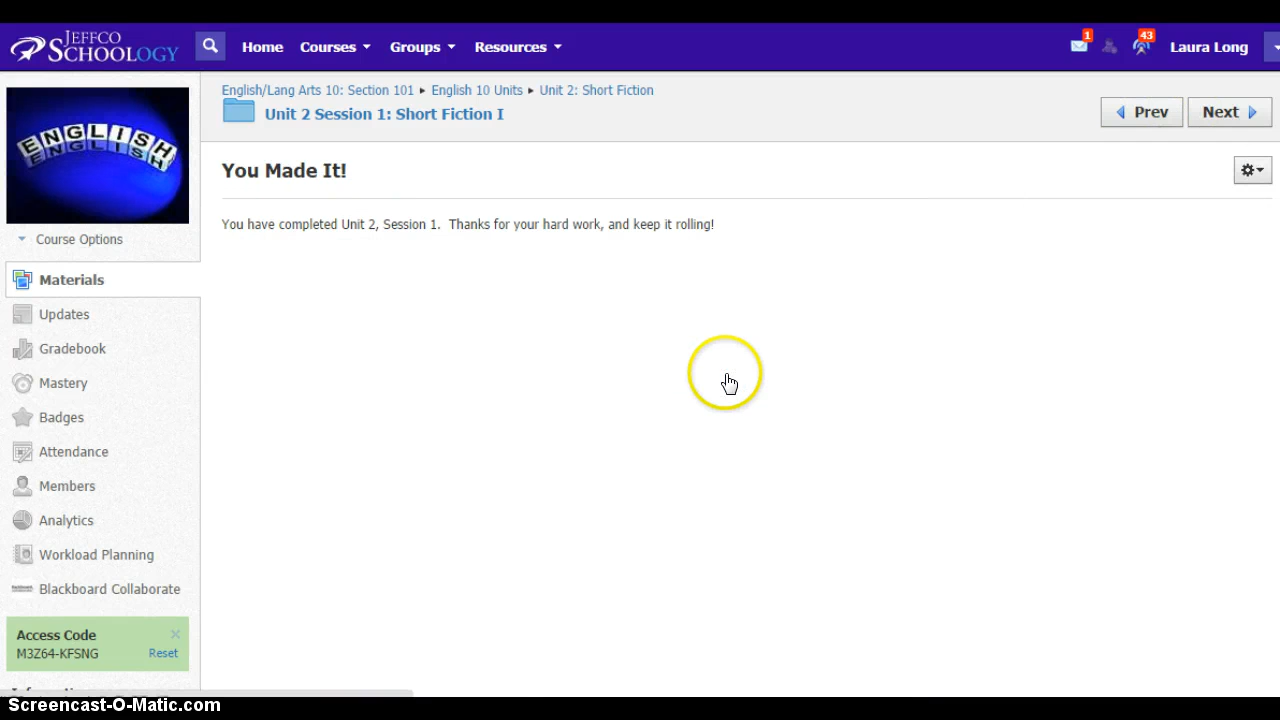 JEFFCO
SCHOOLOGY
Home Courses Groups Resources
1
43
Laura Long
English/Lang Arts 10: Section 101 ▸ English 10 Units ▸ Unit 2: Short Fiction
Unit 2 Session 1: Short Fiction I
Prev Next
ENGLISH
You Made It!
You have completed Unit 2, Session 1. Thanks for your hard work, and keep it rolling!
Course Options
Materials
Updates
Gradebook
Mastery
Badges
Attendance
Members
Analytics
Workload Planning
Blackboard Collaborate
Access Code ×
M3Z64-KFSNG Reset
Screencast-O-Matic.com